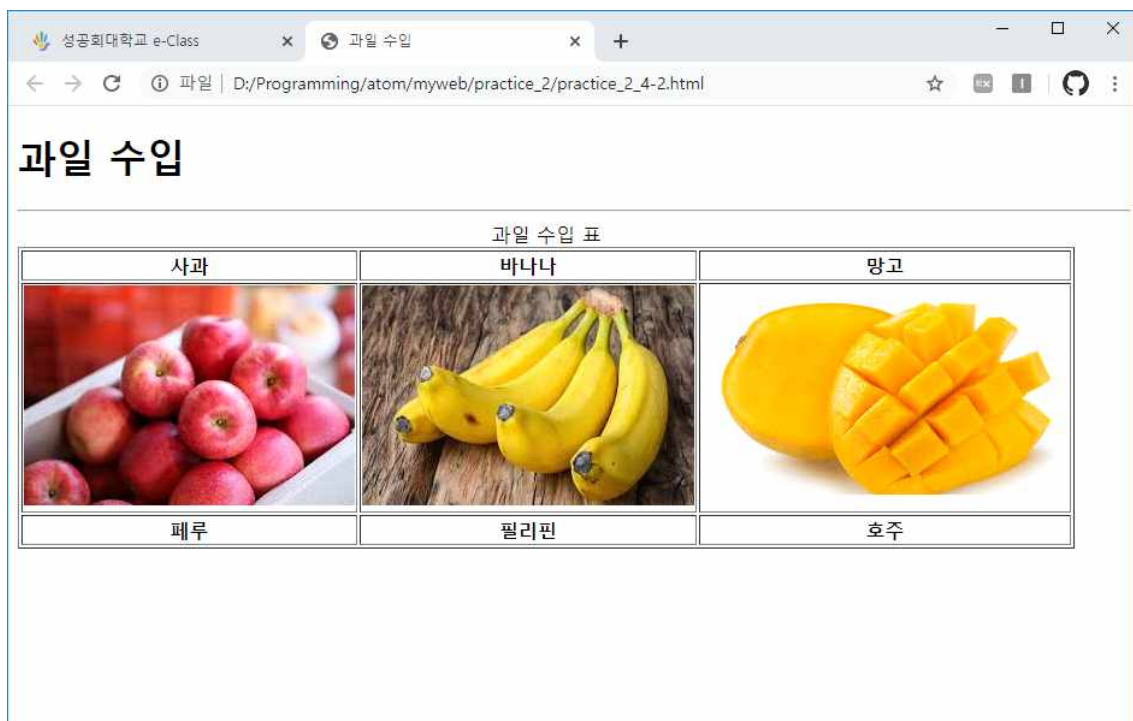 성공회대학교 e-Class
과일 수입
파일 | D:/Programming/atom/myweb/practice_2/practice_2_4-2.html
과일 수입
과일 수입 표
사과 바나나 망고
페루 필리핀 호주